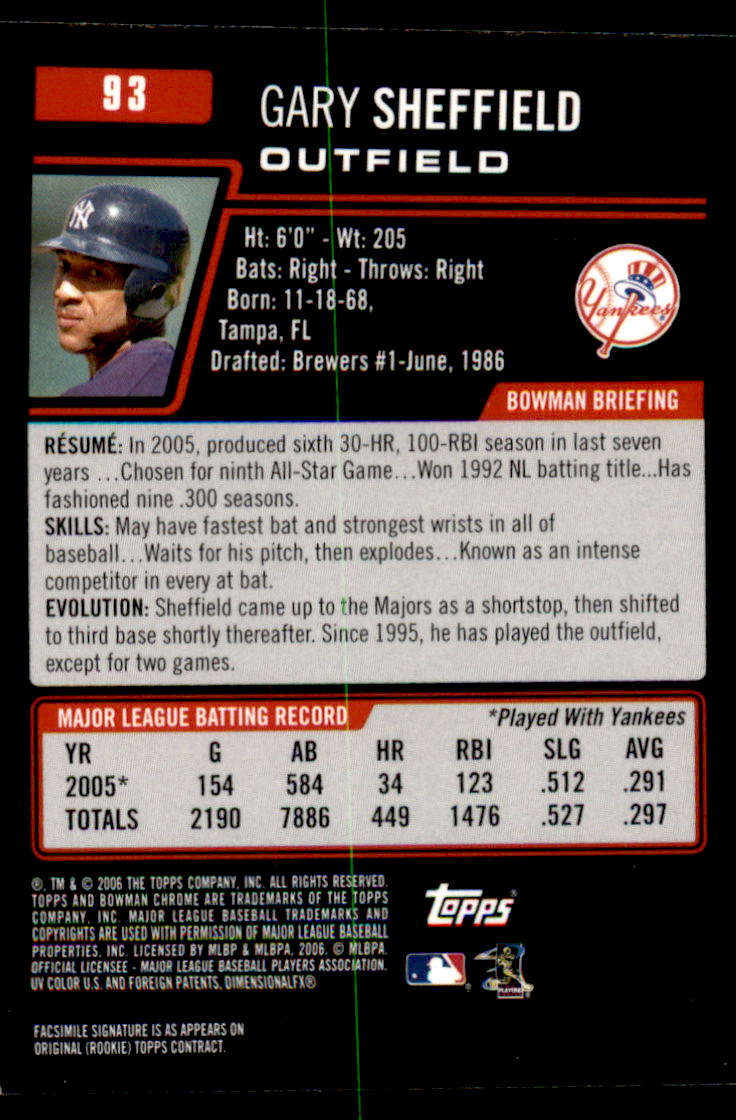 93
GARY SHEFFIELD
OUTFIELD
NY
Ht: 6'0" - Wt: 205
Bats: Right - Throws: Right
Born: 11-18-68,
Tampa, FL
Drafted: Brewers #1-June, 1986
Yankees
BOWMAN BRIEFING
RÉSUMÉ: In 2005, produced sixth 30-HR, 100-RBI season in last seven
years ...Chosen for ninth All-Star Game...Won 1992 NL batting title...Has
fashioned nine .300 seasons.
SKILLS: May have fastest bat and strongest wrists in all of
baseball...Waits for his pitch, then explodes...Known as an intense
competitor in every at bat.
EVOLUTION: Sheffield came up to the Majors as a shortstop, then shifted
to third base shortly thereafter. Since 1995, he has played the outfield,
except for two games.
MAJOR LEAGUE BATTING RECORD *Played With Yankees
YR G AB HR RBI SLG AVG
2005* 154 584 34 123 .512 .291
TOTALS 2190 7886 449 1476 .527 .297
®, TM & © 2006 THE TOPPS COMPANY, INC. ALL RIGHTS RESERVED.
TOPPS AND BOWMAN CHROME ARE TRADEMARKS OF THE TOPPS
COMPANY, INC. MAJOR LEAGUE BASEBALL TRADEMARKS AND
COPYRIGHTS ARE USED WITH PERMISSION OF MAJOR LEAGUE BASEBALL
PROPERTIES, INC. LICENSED BY MLBP & MLBPA, 2006. © MLBPA.
OFFICIAL LICENSEE - MAJOR LEAGUE BASEBALL PLAYERS ASSOCIATION.
UV COLOR U.S. AND FOREIGN PATENTS, DIMENSIONALFX®
Topps®
PLAYERS
FACSIMILE SIGNATURE IS AS APPEARS ON
ORIGINAL (ROOKIE) TOPPS CONTRACT.